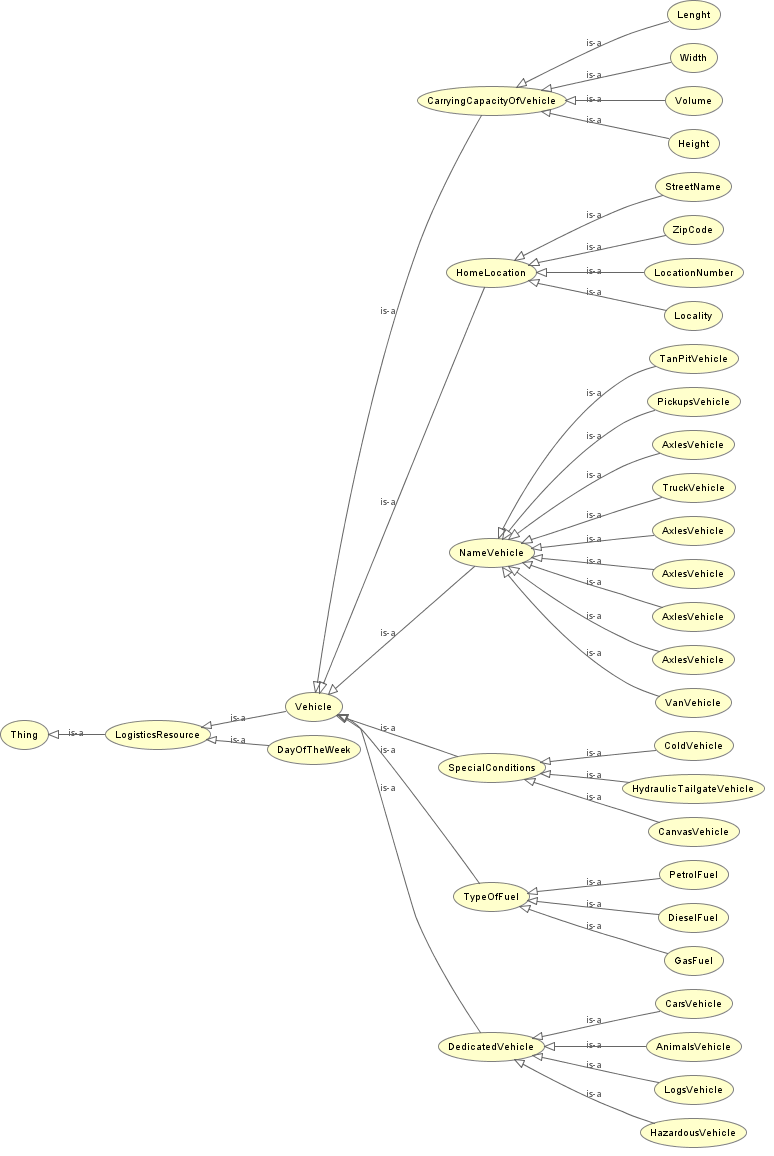 Lenght
is-a
Width
is-a
CarryingCapacityOfVehicle
is-a
Volume
is-a
Height
StreetName
is-a
ZipCode
is-a
HomeLocation
is-a
LocationNumber
is-a
Locality
is-a
TanPitVehicle
is-a
PickupsVehicle
is-a
AxlesVehicle
is-a
TruckVehicle
is-a
is-a
AxlesVehicle
is-a
NameVehicle
is-a
AxlesVehicle
is-a
AxlesVehicle
is-a
is-a
AxlesVehicle
is-a
VanVehicle
Vehicle
is-a
Thing
is-a
LogisticsResource
is-a
DayOfTheWeek
is-a
ColdVehicle
is-a
is-a
SpecialConditions
is-a
is-a
HydraulicTailgateVehicle
is-a
CanvasVehicle
PetrolFuel
is-a
TypeOfFuel
is-a
DieselFuel
is-a
GasFuel
CarsVehicle
is-a
DedicatedVehicle
is-a
AnimalsVehicle
is-a
LogsVehicle
is-a
HazardousVehicle